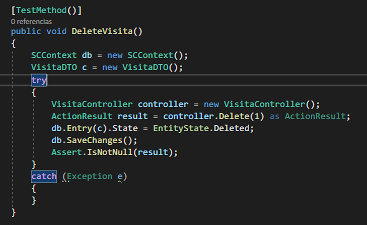 [TestMethod()]
0 referencias
public void DeleteVisita()
{
SCContext db = new SCContext();
VisitaDTO c = new VisitaDTO();
try
{
VisitaController controller = new VisitaController();
ActionResult result = controller.Delete(1) as ActionResult;
db.Entry(c).State = EntityState.Deleted;
db.SaveChanges();
Assert.IsNotNull(result);
}
catch (Exception e)
{
}
}